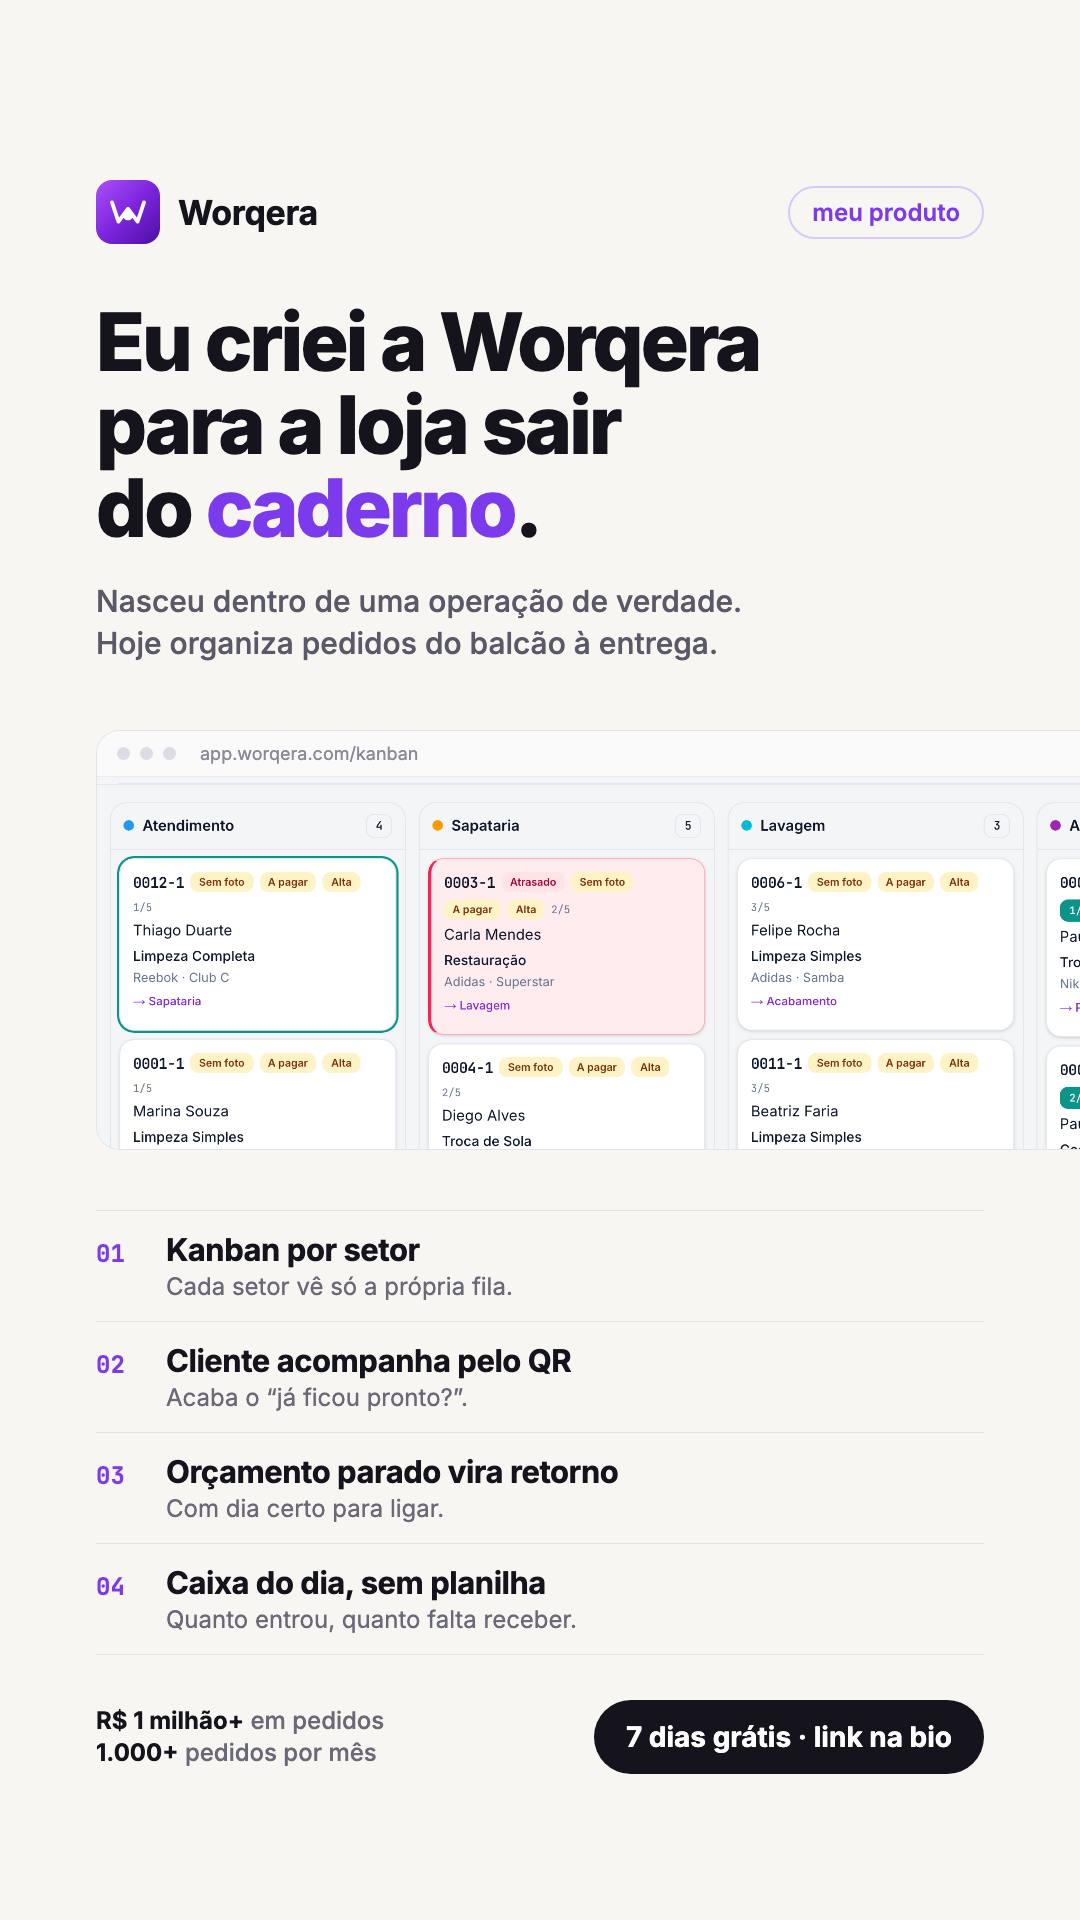 Worqera
meu produto
Eu criei a Worqera
para a loja sair
do caderno.
Nasceu dentro de uma operação de verdade.
Hoje organiza pedidos do balcão à entrega.
app.worqera.com/kanban
Atendimento 4
0012-1 Sem foto A pagar Alta
1/5
Thiago Duarte
Limpeza Completa
Reebok · Club C
→ Sapataria
0001-1 Sem foto A pagar Alta
1/5
Marina Souza
Limpeza Simples
Sapataria 5
0003-1 Atrasado Sem foto
A pagar Alta 2/5
Carla Mendes
Restauração
Adidas · Superstar
→ Lavagem
0004-1 Sem foto A pagar Alta
2/5
Diego Alves
Troca de Sola
Lavagem 3
0006-1 Sem foto A pagar Alta
3/5
Felipe Rocha
Limpeza Simples
Adidas · Samba
→ Acabamento
0011-1 Sem foto A pagar Alta
3/5
Beatriz Faria
Limpeza Simples
01 Kanban por setor
Cada setor vê só a própria fila.
02 Cliente acompanha pelo QR
Acaba o “já ficou pronto?”.
03 Orçamento parado vira retorno
Com dia certo para ligar.
04 Caixa do dia, sem planilha
Quanto entrou, quanto falta receber.
R$ 1 milhão+ em pedidos
1.000+ pedidos por mês
7 dias grátis · link na bio